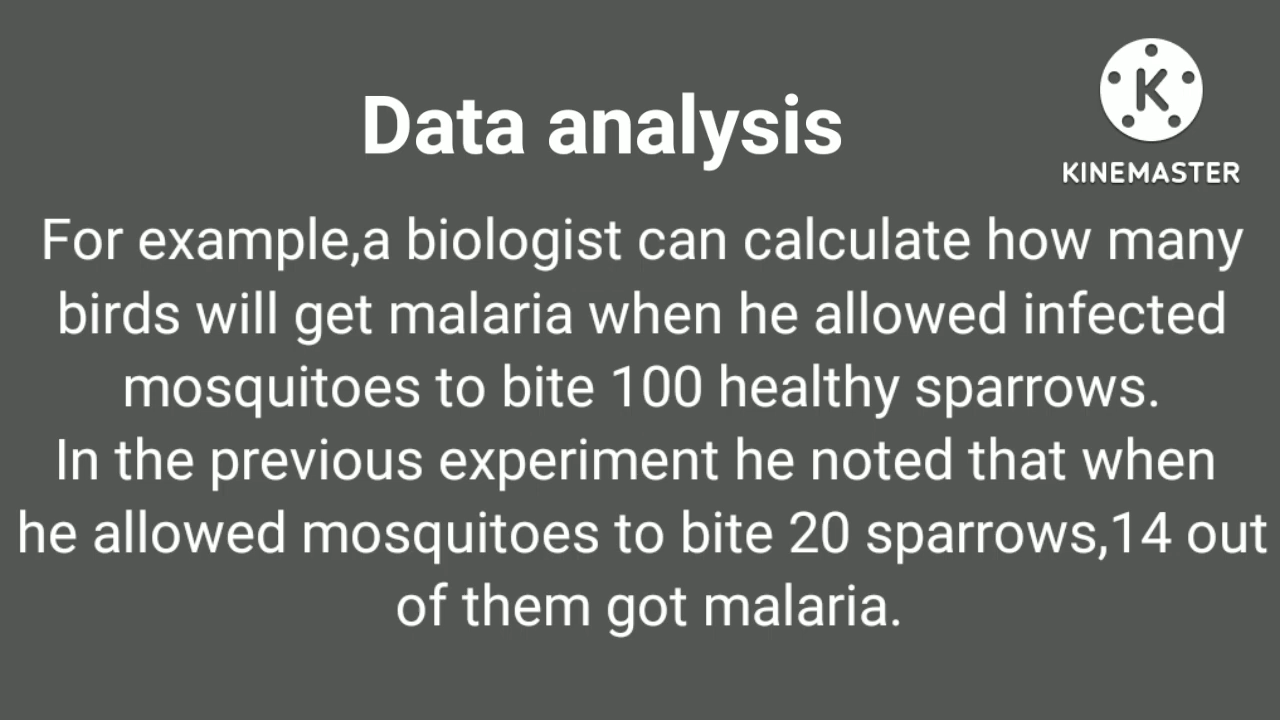 Data analysis
K
KINEMASTER
For example,a biologist can calculate how many
birds will get malaria when he allowed infected
mosquitoes to bite 100 healthy sparrows.
In the previous experiment he noted that when
he allowed mosquitoes to bite 20 sparrows,14 out
of them got malaria.